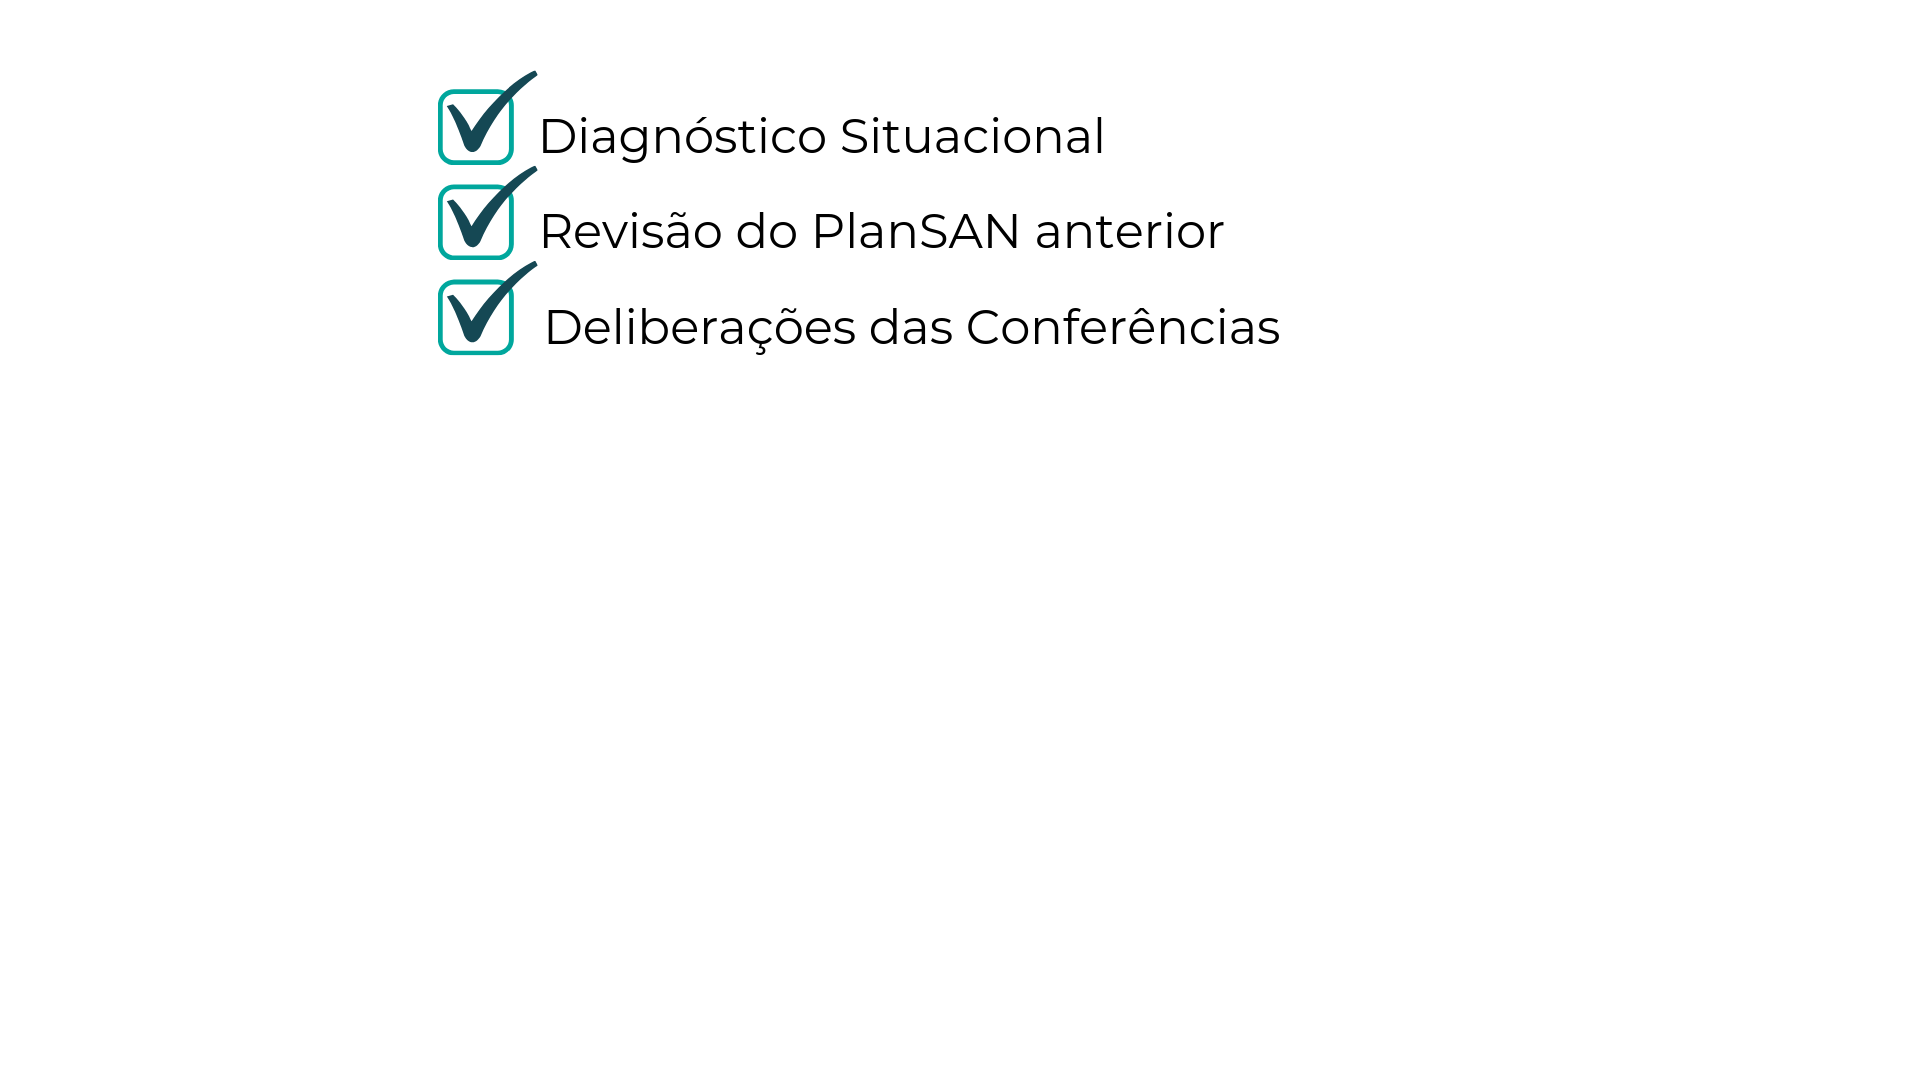 Diagnóstico Situacional
Revisão do PlanSAN anterior
Deliberações das Conferências